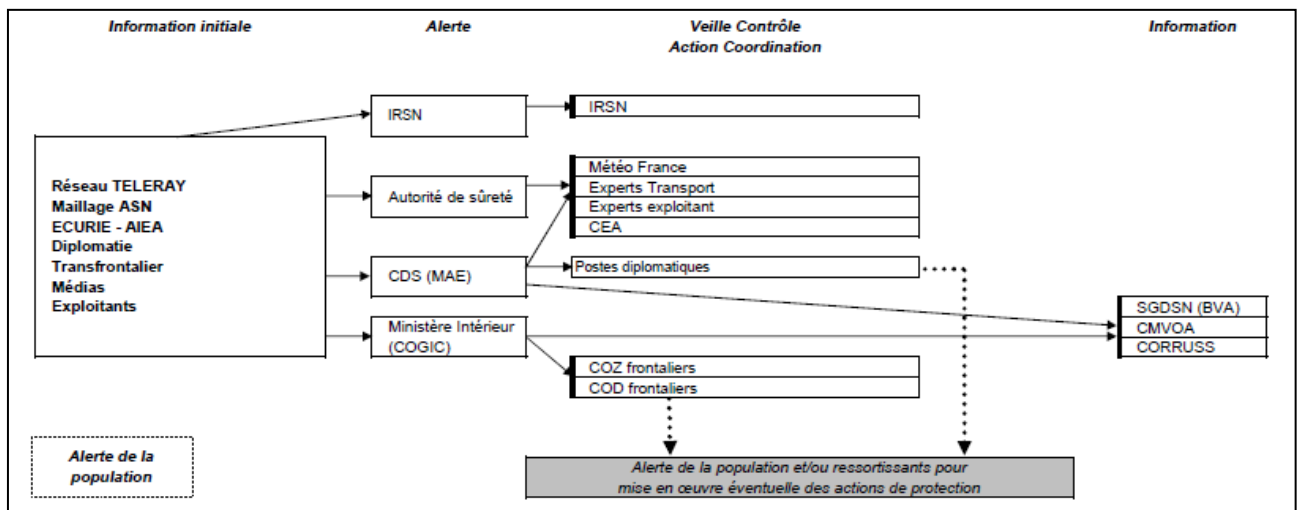 Information initiale
Alerte
Veille Contrôle
Action Coordination
Information
IRSN
IRSN
Réseau TELERAY
Maillage ASN
ECURIE - AIEA
Diplomatie
Transfrontalier
Médias
Exploitants
Autorité de sûreté
Météo France
Experts Transport
Experts exploitant
CEA
CDS (MAE)
Postes diplomatiques
Ministère Intérieur
(COGIC)
SGDSN (BVA)
CMVOA
CORRUSS
COZ frontaliers
COD frontaliers
Alerte de la
population
Alerte de la population et/ou ressortissants pour
mise en œuvre éventuelle des actions de protection